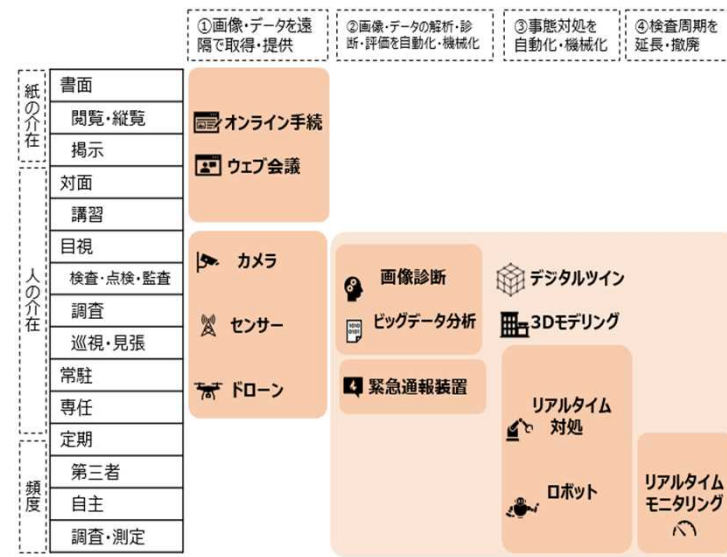 ①画像・データを遠
隔で取得・提供
②画像・データの解析・診
断・評価を自動化・機械化
③事態対処を
自動化・機械化
④検査周期を
延長・撤廃
紙の介在
書面
閲覧・縦覧
掲示
人の介在
対面
講習
目視
検査・点検・監査
調査
巡視・見張
常駐
専任
頻度
定期
第三者
自主
調査・測定
オンライン手続
ウェブ会議
カメラ
センサー
ドローン
画像診断
ビッグデータ分析
緊急通報装置
デジタルツイン
3Dモデリング
リアルタイム
対処
ロボット
リアルタイム
モニタリング